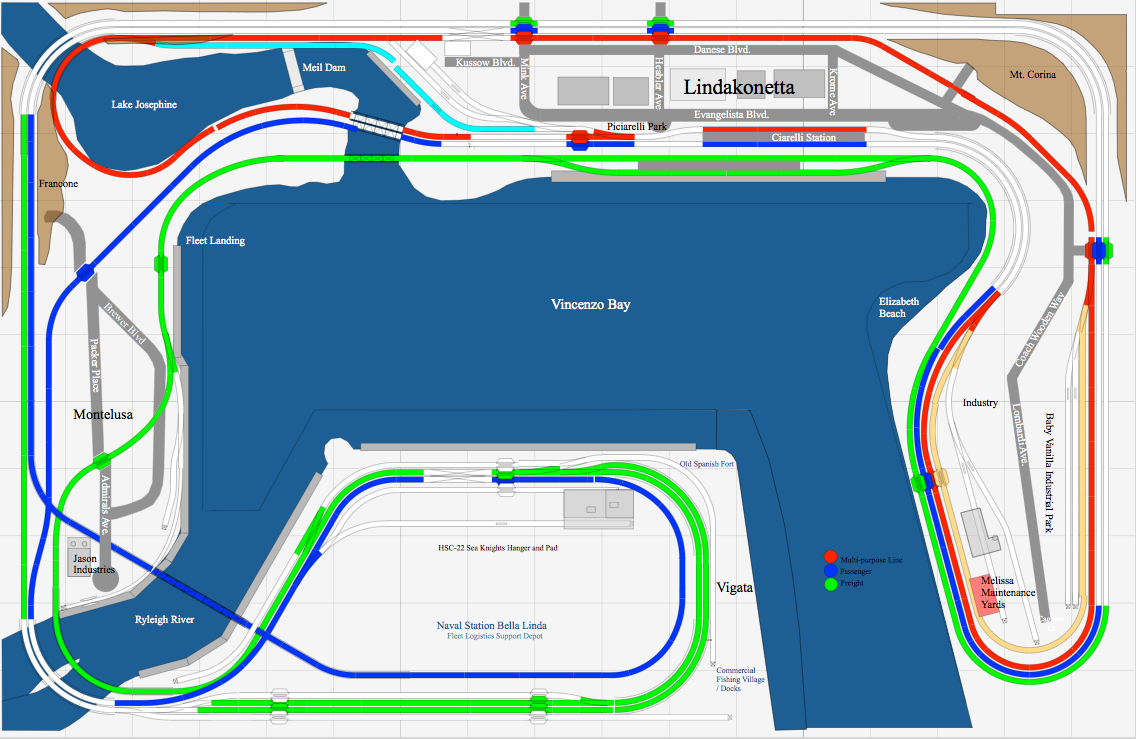 Danese Blvd.
Kussow Blvd.
Mink Ave
Heabler Ave
Krome Ave
Meil Dam
Mt. Corina
Lindakonetta
Lake Josephine
Evangelista Blvd.
Piciarelli Park
Ciarelli Station
Francone
Fleet Landing
Vincenzo Bay
Elizabeth
Beach
Brewer Blvd
Coach Wooden Way
Packer Place
Montelusa
Industry
Lombardi Ave.
Baby Vanilla Industrial Park
Old Spanish Fort
Admirals Ave.
HSC-22 Sea Knights Hanger and Pad
Jason
Industries
Multi-purpose Line
Passenger
Freight
Melissa
Maintenance
Yards
Vigata
Ryleigh River
Naval Station Bella Linda
Fleet Logistics Support Depot
Commercial
Fishing Village
/ Docks